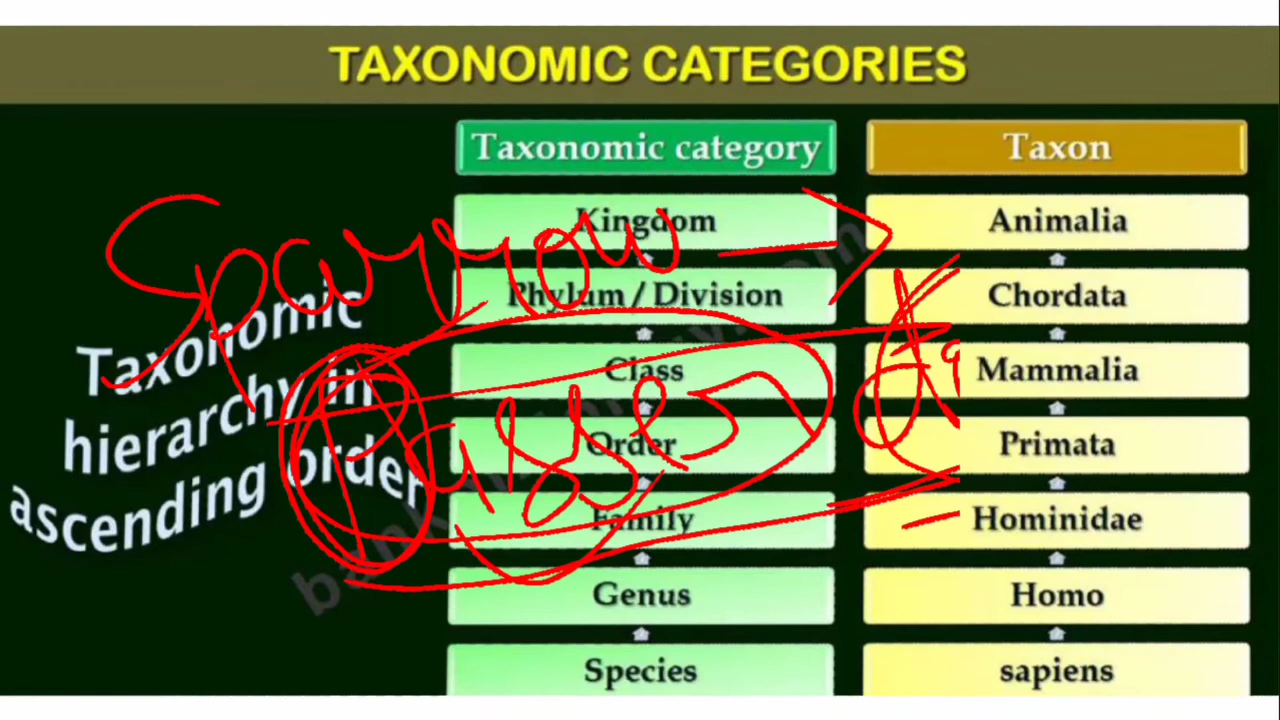 TAXONOMIC CATEGORIES
Taxonomic category Taxon
Kingdom Animalia
Phylum / Division Chordata
Class Mammalia
Order Primata
Family Hominidae
Genus Homo
Species sapiens
Taxonomic
hierarchy in
ascending order
Sparrow